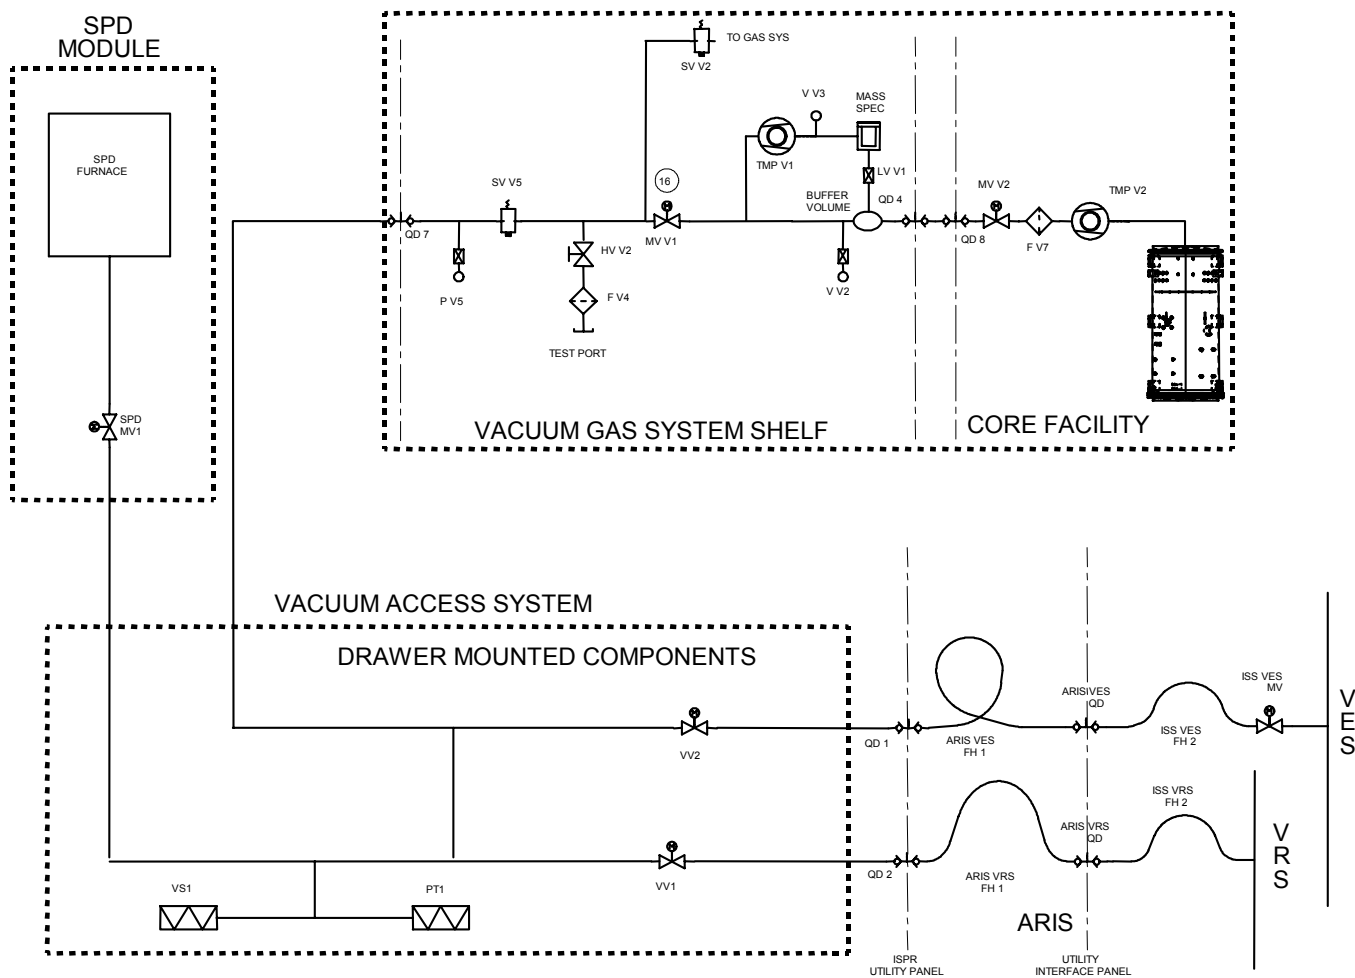 SPD
MODULE
SPD
FURNACE
SPD
MV1
TO GAS SYS
SV V2
V V3
MASS
SPEC
TMP V1
LV V1
SV V5
16
BUFFER
VOLUME
QD 4
MV V2
TMP V2
QD 7
HV V2
MV V1
QD 8
F V7
P V5
F V4
V V2
TEST PORT
VACUUM GAS SYSTEM SHELF
CORE FACILITY
VACUUM ACCESS SYSTEM
DRAWER MOUNTED COMPONENTS
VV2
QD 1
ARIS VES
FH 1
ARISIVES
QD
ISS VES
FH 2
ISS VES
MV
VES
VV1
QD 2
ARIS VRS
FH 1
ARIS VRS
QD
ISS VRS
FH 2
VRS
VS1
PT1
ARIS
ISPR
UTILITY PANEL
UTILITY
INTERFACE PANEL